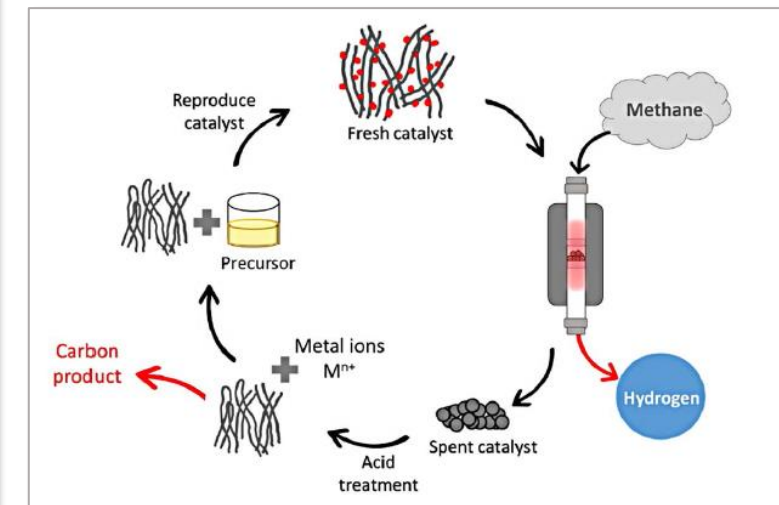 Reproduce
catalyst
Fresh catalyst
Methane
Precursor
Metal ions
Mⁿ⁺
Carbon
product
Hydrogen
Spent catalyst
Acid
treatment